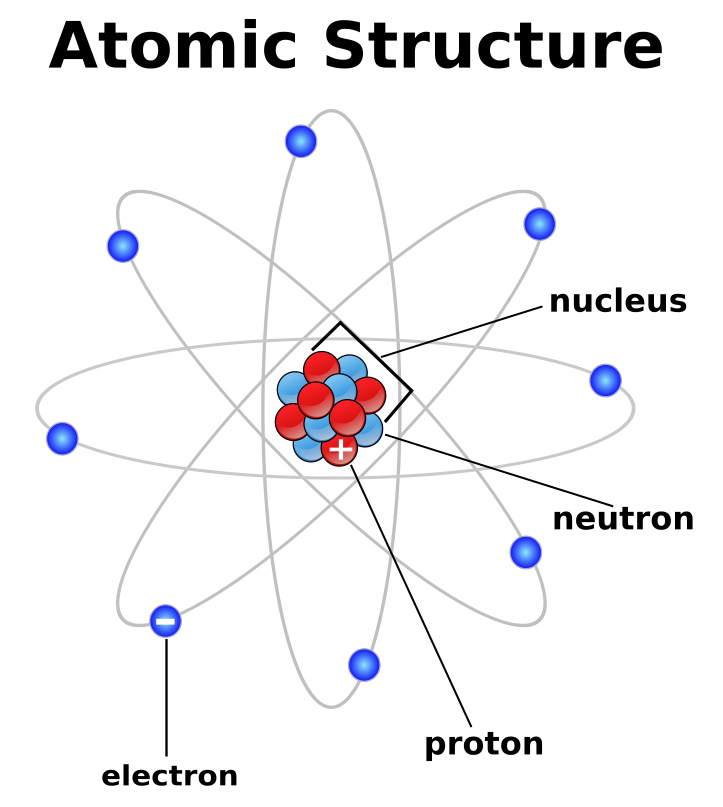 Atomic Structure
nucleus
+
neutron
−
proton
electron